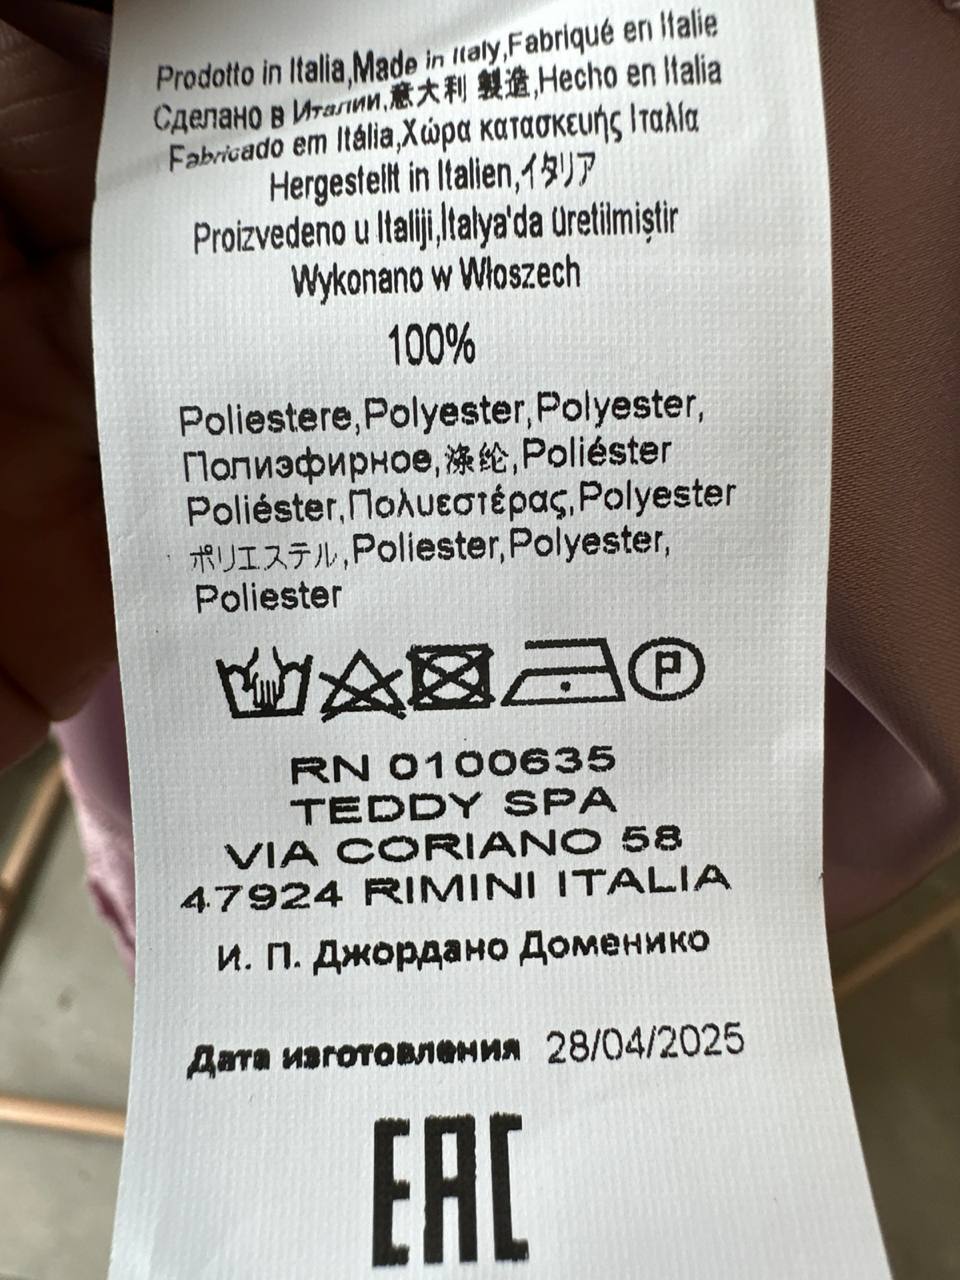 Prodotto in Italia,Made in Italy,Fabriqué en Italie
Сделано в Италии,意大利 製造,Hecho en Italia
Fabricado em Itália,Χώρα κατασκευής Ιταλία
Hergestellt in Italien,イタリア
Proizvedeno u Italiji,İtalya'da üretilmiştir
Wykonano w Włoszech
100%
Poliestere,Polyester,Polyester,
Полиэфирное,涤纶,Poliéster
Poliéster,Πολυεστέρας,Polyester
ポリエステル,Poliester,Polyester,
Poliester
P
RN 0100635
TEDDY SPA
VIA CORIANO 58
47924 RIMINI ITALIA
И. П. Джордано Доменико
Дата изготовления 28/04/2025
EAC